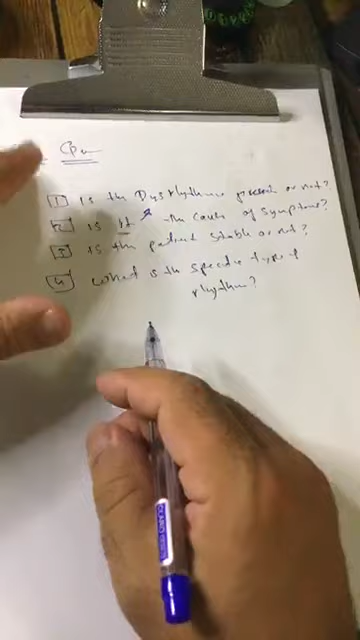 1 Is the Dysrhythmia present or not?
2 is it the cause of symptoms?
3 is the patient stable or not?
4 what is the specific type of
rhythm?